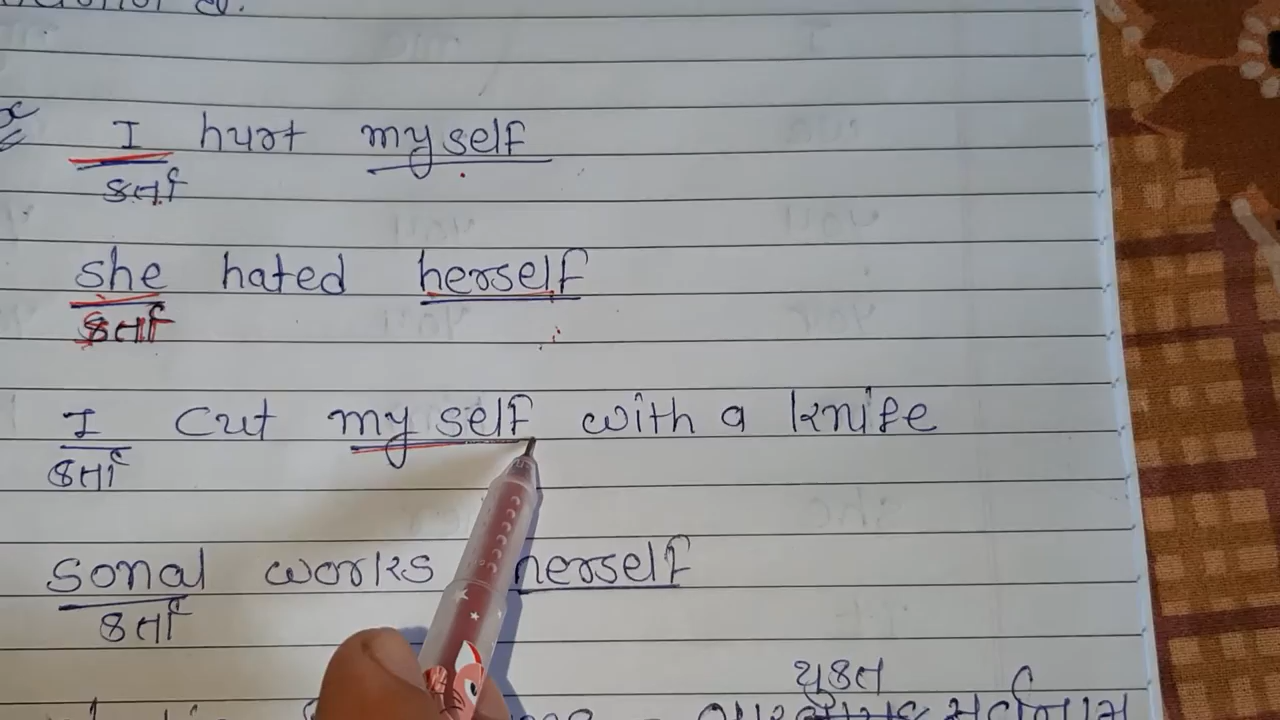 I hurt myself
કર્તા
she hated herself
કર્તા
I cut myself with a knife
કર્તા
sonal works herself
કર્તા
યુક્ત